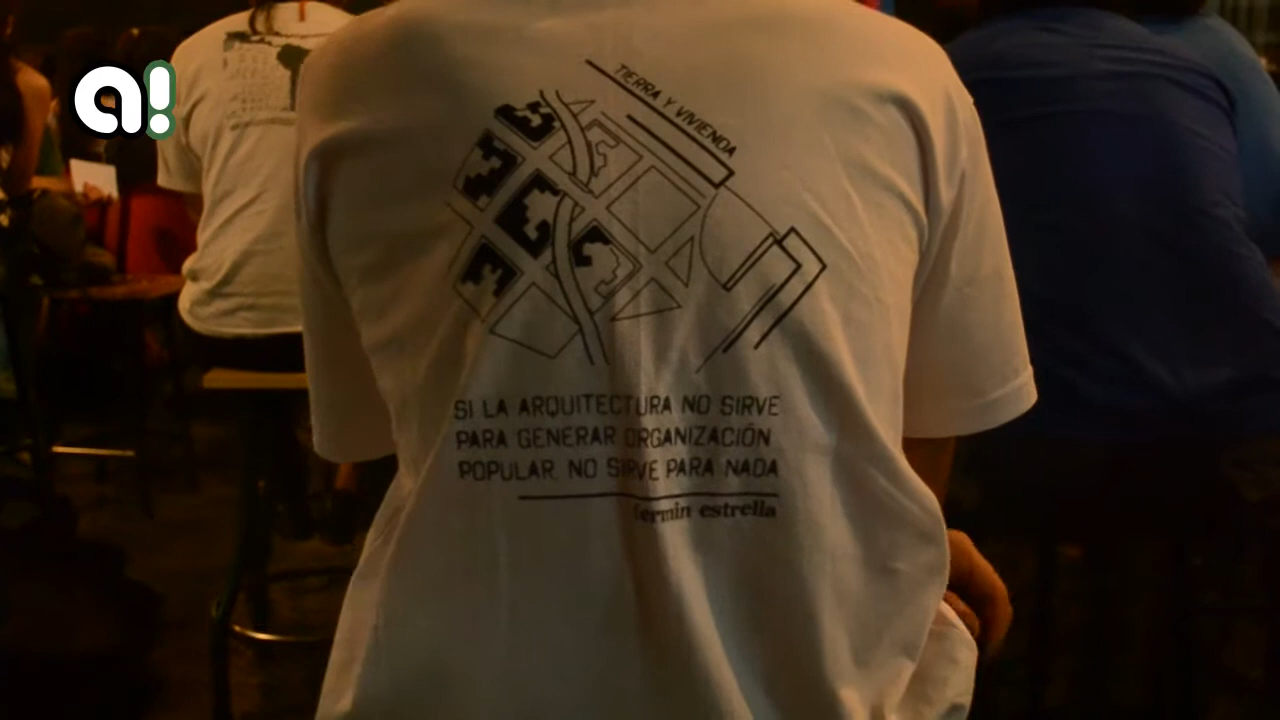 a!
TIERRA Y VIVIENDA
SI LA ARQUITECTURA NO SIRVE
PARA GENERAR ORGANIZACIÓN
POPULAR, NO SIRVE PARA NADA
fermin estrella